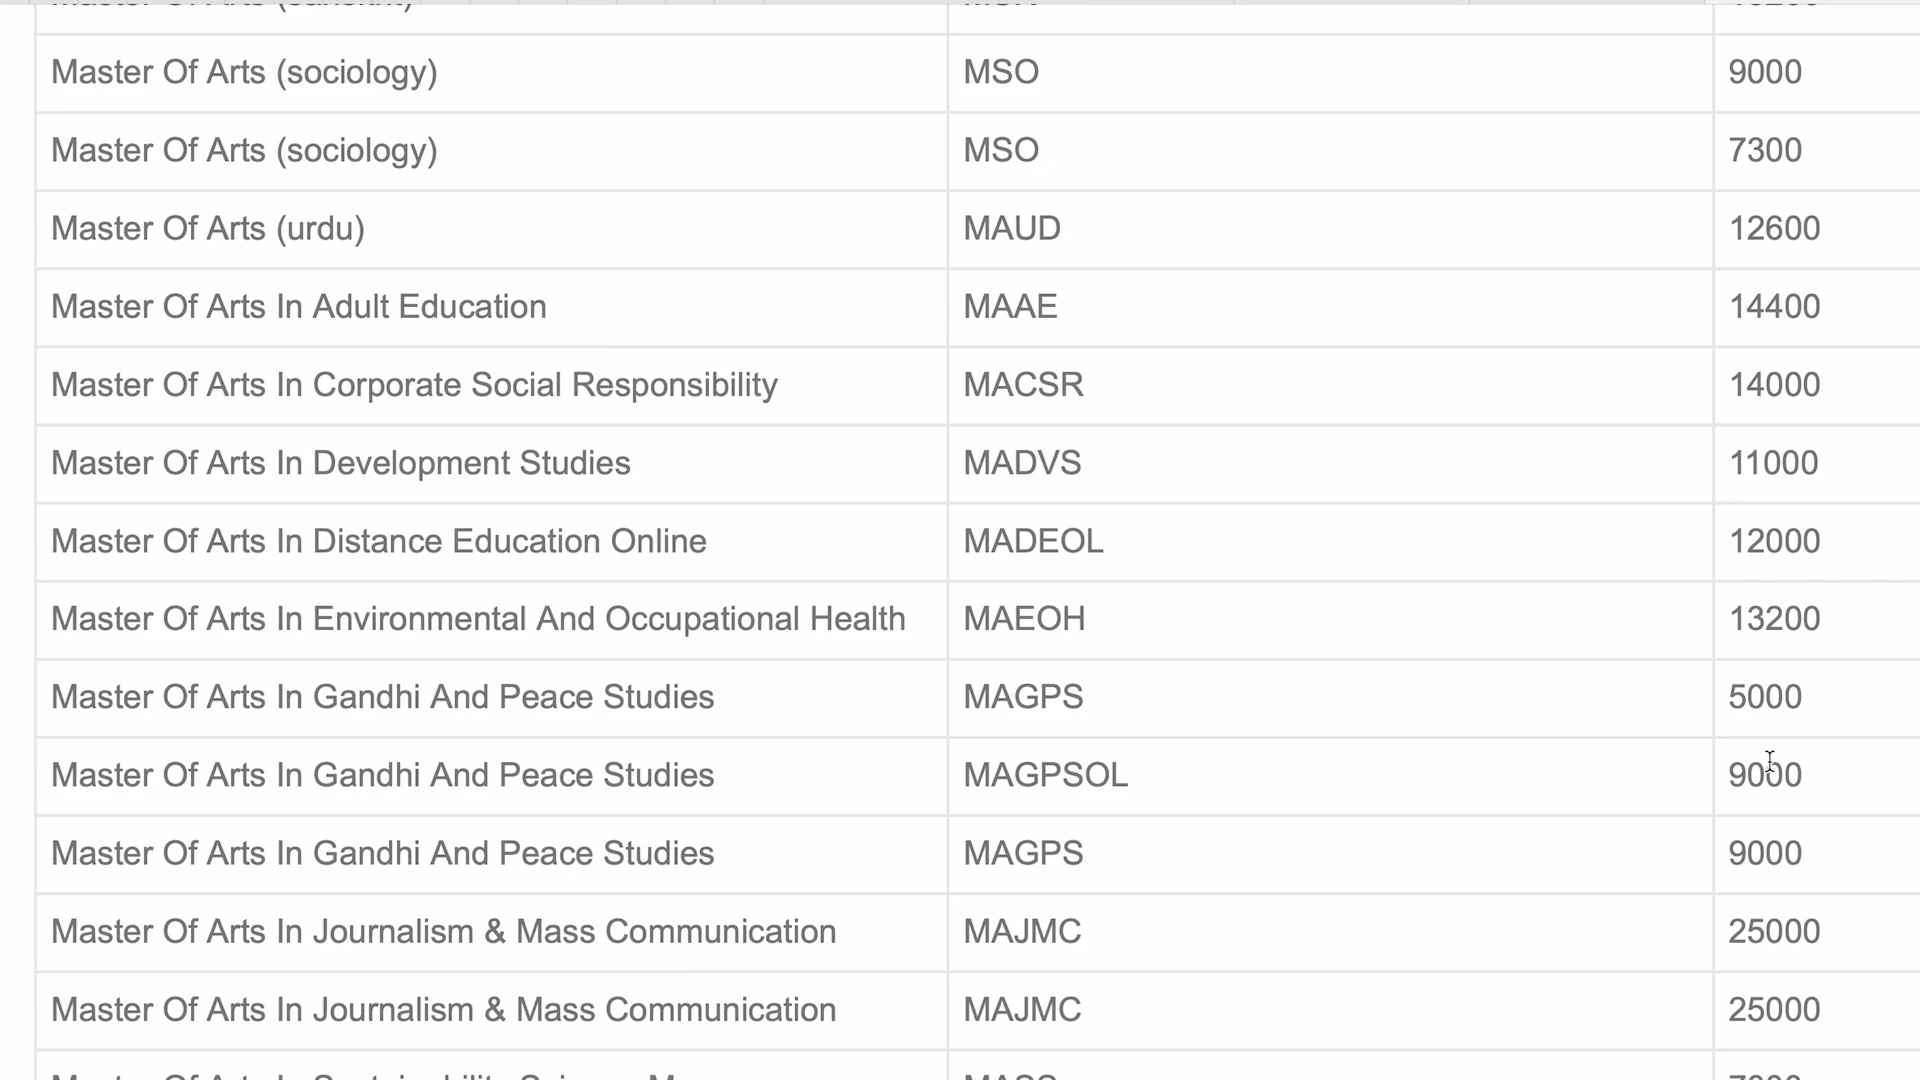 Master Of Arts (sociology) MSO 9000
Master Of Arts (sociology) MSO 7300
Master Of Arts (urdu) MAUD 12600
Master Of Arts In Adult Education MAAE 14400
Master Of Arts In Corporate Social Responsibility MACSR 14000
Master Of Arts In Development Studies MADVS 11000
Master Of Arts In Distance Education Online MADEOL 12000
Master Of Arts In Environmental And Occupational Health MAEOH 13200
Master Of Arts In Gandhi And Peace Studies MAGPS 5000
Master Of Arts In Gandhi And Peace Studies MAGPSOL 9000
Master Of Arts In Gandhi And Peace Studies MAGPS 9000
Master Of Arts In Journalism & Mass Communication MAJMC 25000
Master Of Arts In Journalism & Mass Communication MAJMC 25000